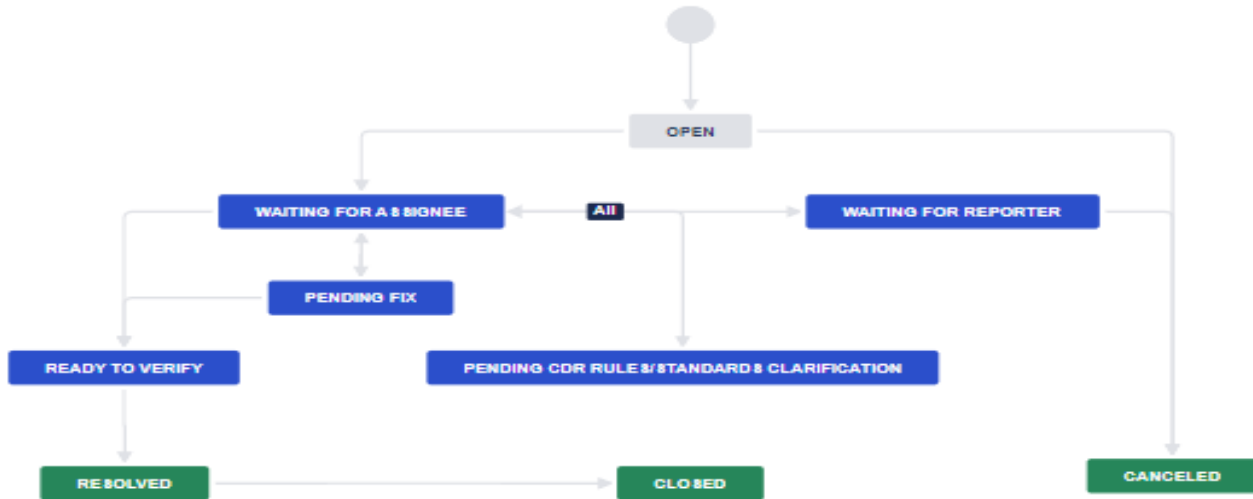 OPEN
WAITING FOR ASSIGNEE
All
WAITING FOR REPORTER
PENDING FIX
READY TO VERIFY
PENDING CDR RULES/STANDARDS CLARIFICATION
RESOLVED
CLOSED
CANCELED